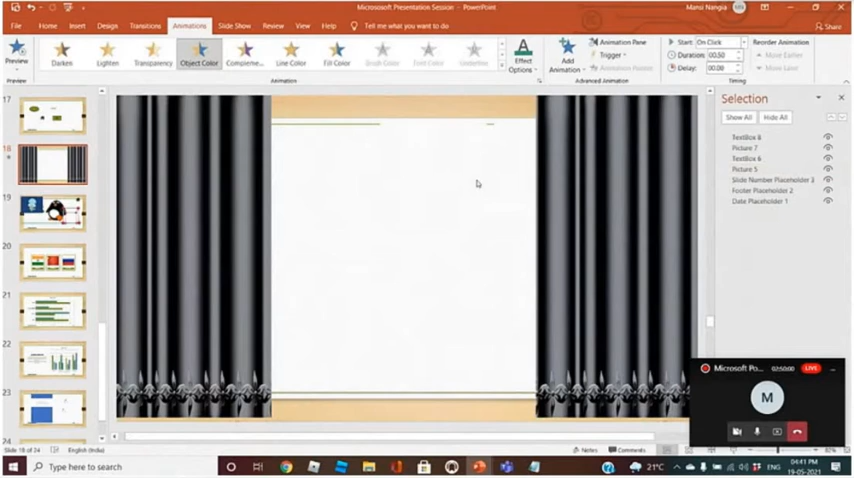 Micrososoft Presentation Session - PowerPoint
Mansi Nangia MN
File Home Insert Design Transitions Animations Slide Show Review View Help Tell me what you want to do
Share
Preview
Darken Lighten Transparency Object Color Compleme... Line Color Fill Color Brush Color Font Color Underline
Effect Options
Add Animation
Animation Pane
Trigger
Animation Painter
Start: On Click
Duration: 00.50
Delay: 00.00
Reorder Animation
Move Earlier
Move Later
Preview Animation Advanced Animation Timing
17
18
19
20
21
22
23
24
Selection
Show All Hide All
TextBox 8
Picture 7
TextBox 6
Picture 5
Slide Number Placeholder 3
Footer Placeholder 2
Date Placeholder 1
Microsoft Po... 02:50:00 LIVE
M
Slide 18 of 24 English (India) Notes Comments 82%
Type here to search
21°C ENG 04:41 PM
19-05-2021